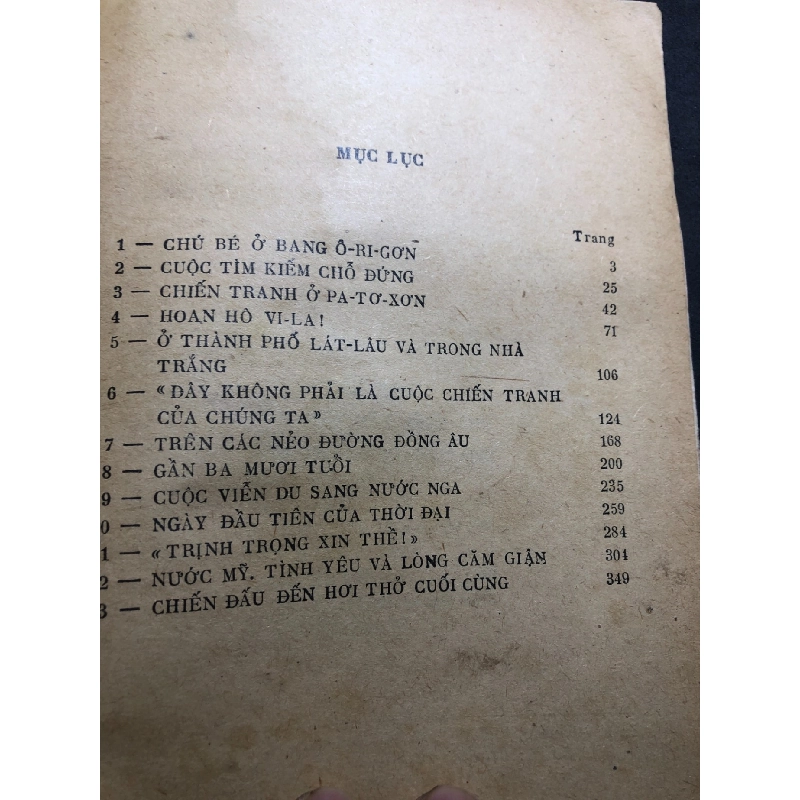 MỤC LỤC
Trang
1 — CHÚ BÉ Ở BANG Ô-RI-GƠN 3
2 — CUỘC TÌM KIẾM CHỖ ĐỨNG 25
3 — CHIẾN TRANH Ở PA-TƠ-XƠN 42
4 — HOAN HÔ VI-LA! 71
5 — Ở THÀNH PHỐ LÁT-LÂU VÀ TRONG NHÀ
TRẮNG 106
6 — «ĐÂY KHÔNG PHẢI LÀ CUỘC CHIẾN TRANH
CỦA CHÚNG TA» 124
7 — TRÊN CÁC NẺO ĐƯỜNG ĐÔNG ÂU 168
8 — GẦN BA MƯƠI TUỔI 200
9 — CUỘC VIỄN DU SANG NƯỚC NGA 235
0 — NGÀY ĐẦU TIÊN CỦA THỜI ĐẠI 259
1 — «TRỊNH TRỌNG XIN THỀ!» 284
2 — NƯỚC MỸ. TÌNH YÊU VÀ LÒNG CĂM GIẬN 304
3 — CHIẾN ĐẤU ĐẾN HƠI THỞ CUỐI CÙNG 349